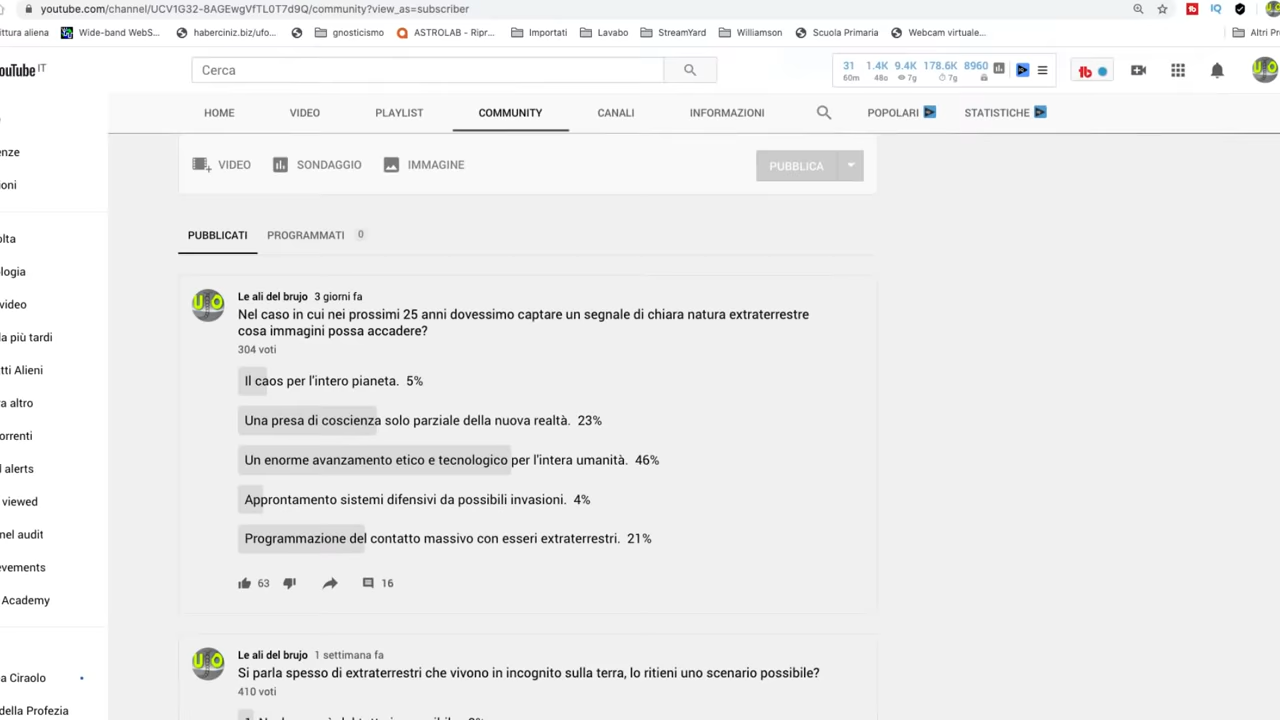 youtube.com/channel/UCV1G32-8AGEwgVfTL0T7d9Q/community?view_as=subscriber
ittura aliena Wide-band WebS... haberciniz.biz/ufo... gnosticismo ASTROLAB - Ripr... Importati Lavabo StreamYard Williamson Scuola Primaria Webcam virtuale... Altri Pr
ouTube IT Cerca 31 60m 1.4K 48o 9.4K 7g 178.6K 7g 8960 tb
HOME VIDEO PLAYLIST COMMUNITY CANALI INFORMAZIONI POPOLARI STATISTICHE
VIDEO SONDAGGIO IMMAGINE PUBBLICA
PUBBLICATI PROGRAMMATI 0
Le ali del brujo 3 giorni fa
Nel caso in cui nei prossimi 25 anni dovessimo captare un segnale di chiara natura extraterrestre
cosa immagini possa accadere?
304 voti
Il caos per l'intero pianeta. 5%
Una presa di coscienza solo parziale della nuova realtà. 23%
Un enorme avanzamento etico e tecnologico per l'intera umanità. 46%
Approntamento sistemi difensivi da possibili invasioni. 4%
Programmazione del contatto massivo con esseri extraterrestri. 21%
63 16
Le ali del brujo 1 settimana fa
Si parla spesso di extraterrestri che vivono in incognito sulla terra, lo ritieni uno scenario possibile?
410 voti
enze
ioni
olta
ologia
video
la più tardi
tti Alieni
ra altro
orrenti
d alerts
viewed
nel audit
evements
Academy
a Ciraolo
della Profezia